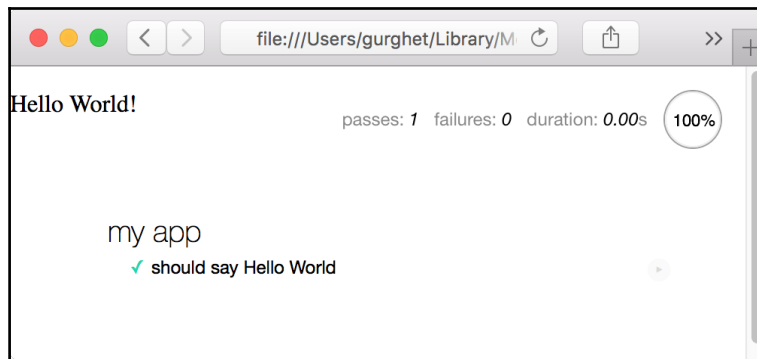 file:///Users/gurghet/Library/M
Hello World!
passes: 1 failures: 0 duration: 0.00s 100%
my app
✓ should say Hello World